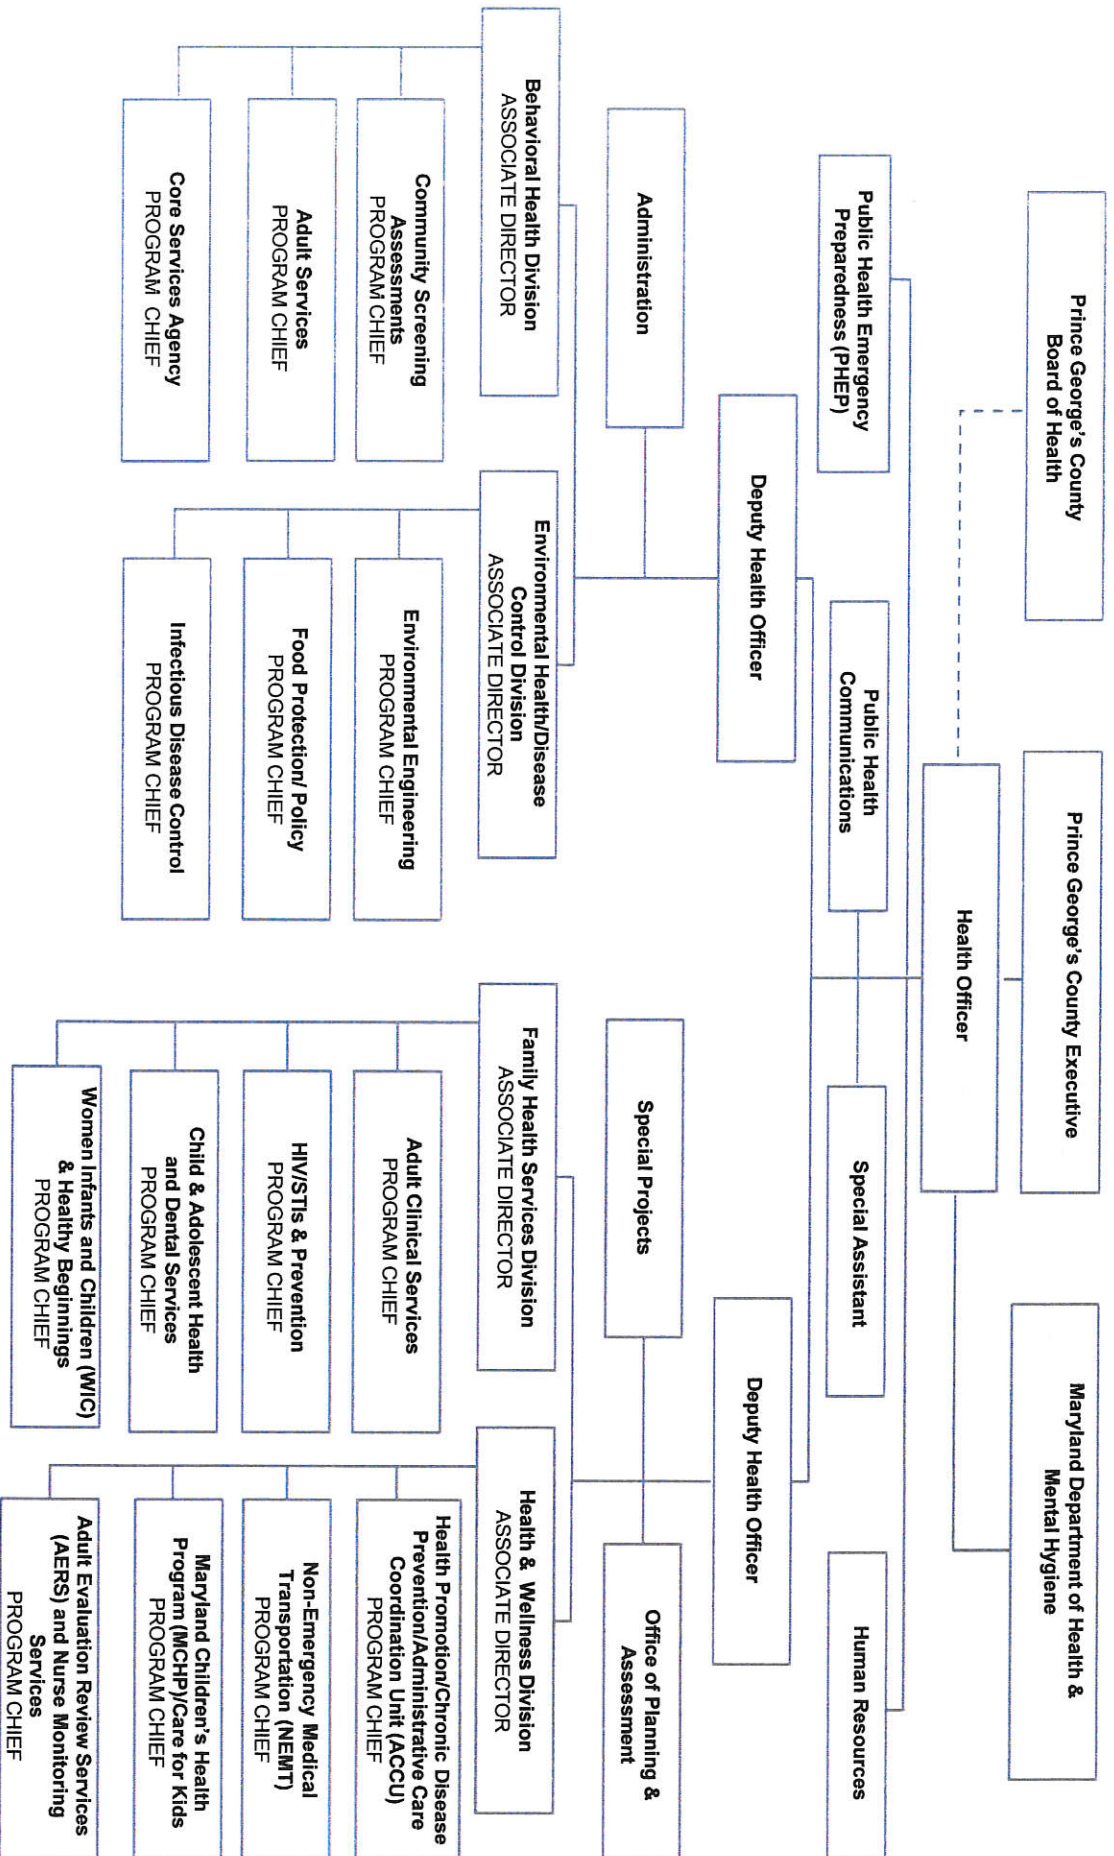 Prince George's County
Board of Health
Prince George's County Executive
Maryland Department of Health &
Mental Hygiene
Health Officer
Public Health Emergency
Preparedness (PHEP)
Public Health
Communications
Special Assistant
Human Resources
Deputy Health Officer
Deputy Health Officer
Administration
Special Projects
Office of Planning &
Assessment
Behavioral Health Division
ASSOCIATE DIRECTOR
Environmental Health/Disease
Control Division
ASSOCIATE DIRECTOR
Family Health Services Division
ASSOCIATE DIRECTOR
Health & Wellness Division
ASSOCIATE DIRECTOR
Community Screening
Assessments
PROGRAM CHIEF
Adult Services
PROGRAM CHIEF
Core Services Agency
PROGRAM CHIEF
Environmental Engineering
PROGRAM CHIEF
Food Protection/ Policy
PROGRAM CHIEF
Infectious Disease Control
PROGRAM CHIEF
Adult Clinical Services
PROGRAM CHIEF
HIV/STIs & Prevention
PROGRAM CHIEF
Child & Adolescent Health
and Dental Services
PROGRAM CHIEF
Women Infants and Children (WIC)
& Healthy Beginnings
PROGRAM CHIEF
Health Promotion/Chronic Disease
Prevention/Administrative Care
Coordination Unit (ACCU)
PROGRAM CHIEF
Non-Emergency Medical
Transportation (NEMT)
PROGRAM CHIEF
Maryland Children's Health
Program (MCHP)/Care for Kids
PROGRAM CHIEF
Adult Evaluation Review Services
(AERS) and Nurse Monitoring
Services
PROGRAM CHIEF